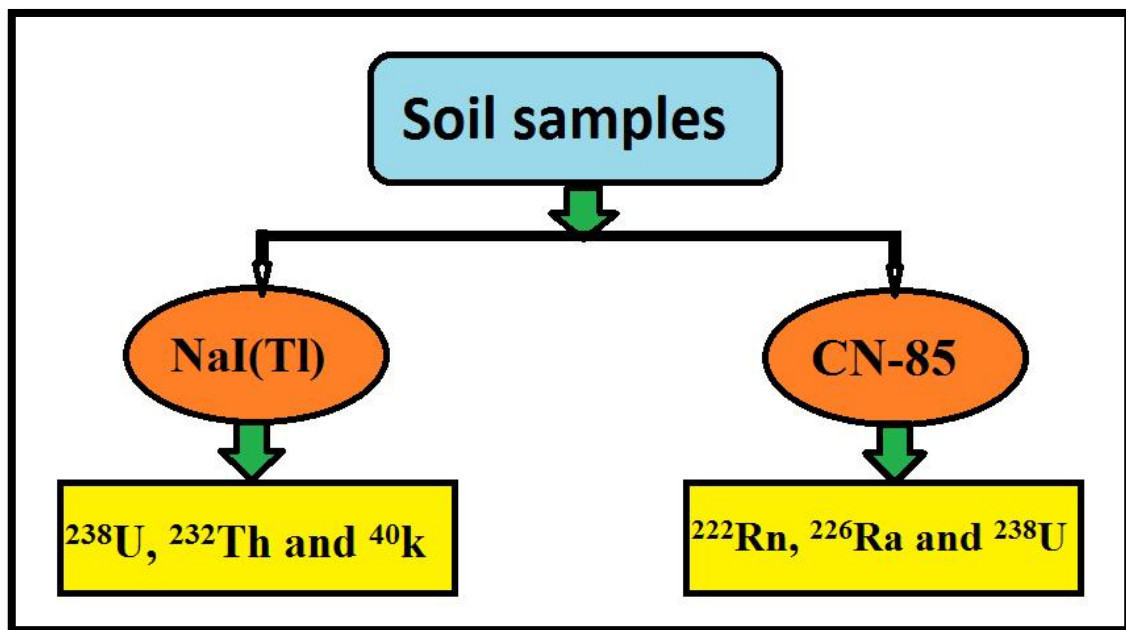 Soil samples
NaI(Tl)
CN-85
²³⁸U, ²³²Th and ⁴⁰k
²²²Rn, ²²⁶Ra and ²³⁸U